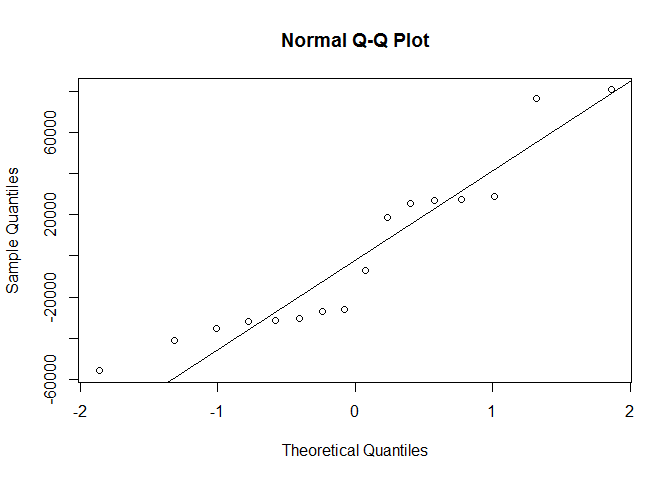 Normal Q-Q Plot
Sample Quantiles
60000
20000
-20000
-60000
-2 -1 0 1 2
Theoretical Quantiles